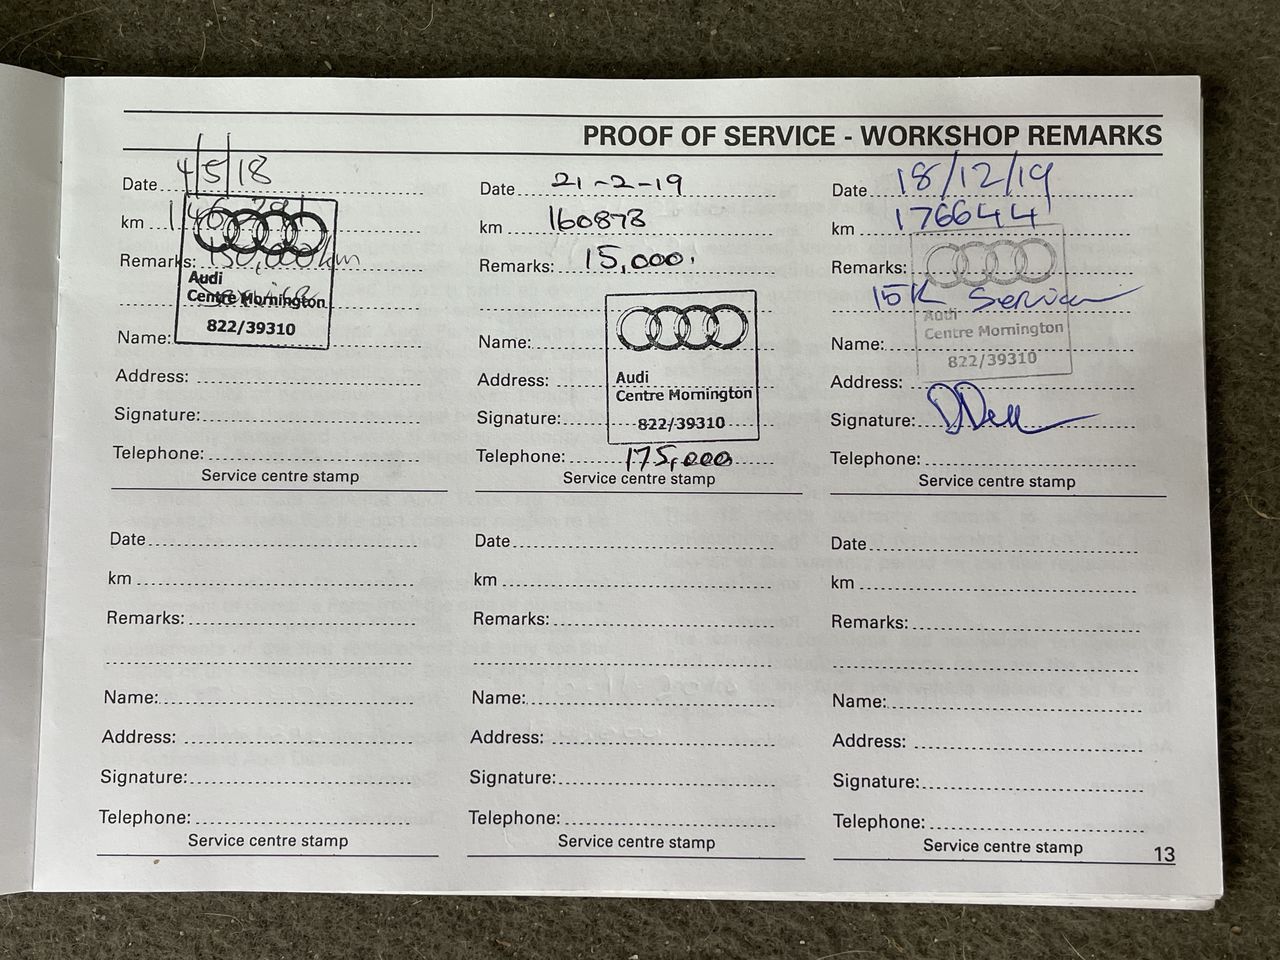 PROOF OF SERVICE - WORKSHOP REMARKS
Date 4/5/18
km
Remarks: 150,000km
service
Audi
Centre Mornington
822/39310
Name:
Address:
Signature:
Telephone:
Service centre stamp
Date 21-2-19
km 160878
Remarks: 15,000.
Name:
Audi
Centre Mornington
822/39310
Address:
Signature:
Telephone: 175,000
Service centre stamp
Date 18/12/19
km 176644
Remarks:
15K Service
Audi
Centre Mornington
822/39310
Name:
Address:
Signature: DDell
Telephone:
Service centre stamp
Date
km
Remarks:
Name:
Address:
Signature:
Telephone:
Service centre stamp
Date
km
Remarks:
Name:
Address:
Signature:
Telephone:
Service centre stamp
Date
km
Remarks:
Name:
Address:
Signature:
Telephone:
Service centre stamp
13